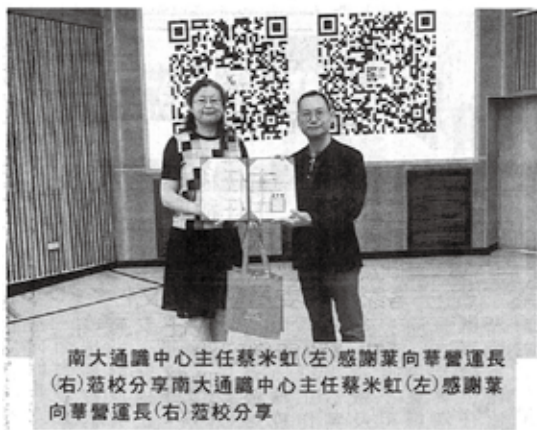 南大通識中心主任蔡米虹(左)感謝葉向華營運長
(右)蒞校分享南大通識中心主任蔡米虹(左)感謝葉
向華營運長(右)蒞校分享